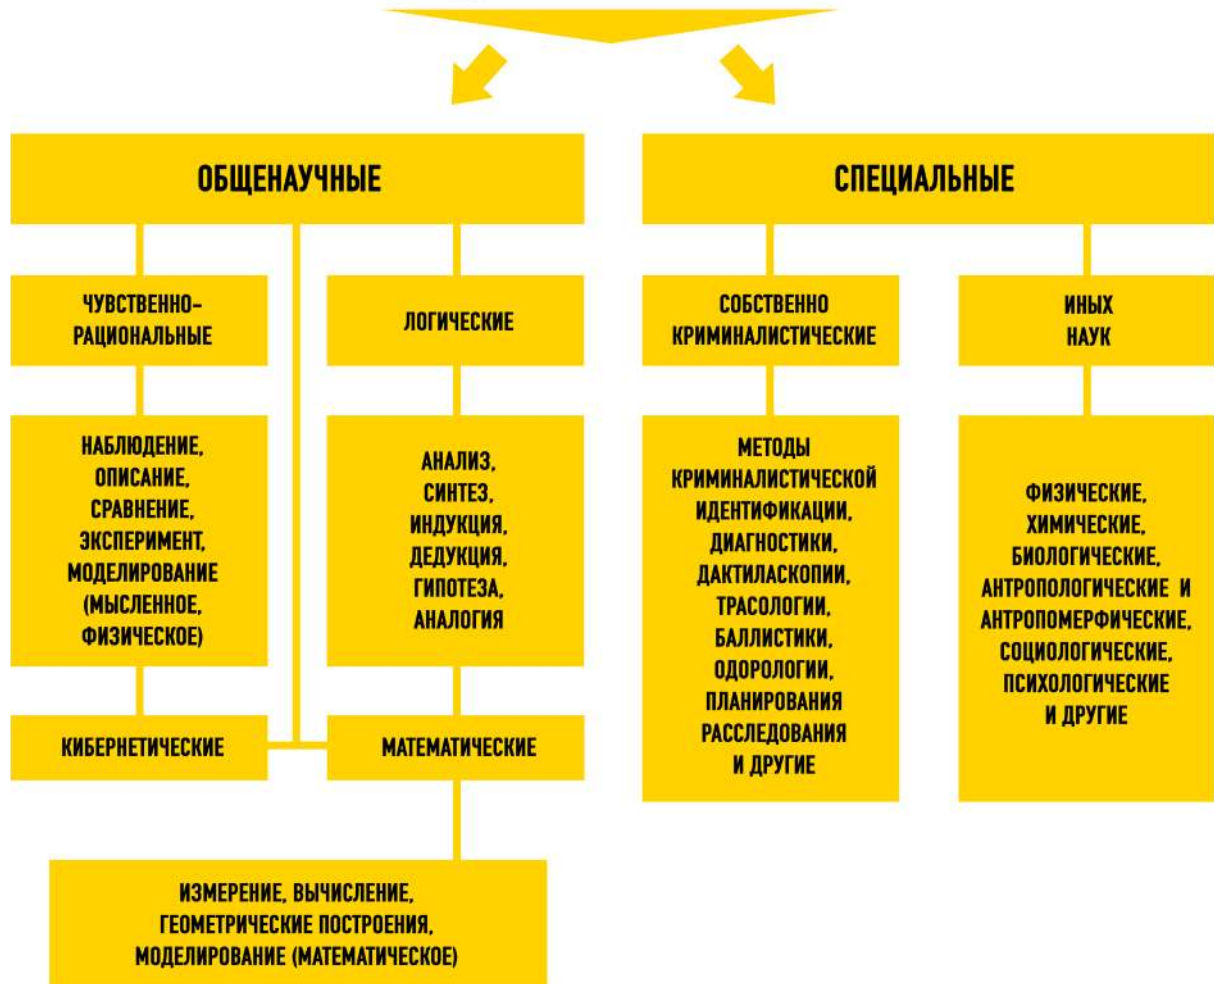 ОБЩЕНАУЧНЫЕ
СПЕЦИАЛЬНЫЕ
ЧУВСТВЕННО-
РАЦИОНАЛЬНЫЕ
ЛОГИЧЕСКИЕ
СОБСТВЕННО
КРИМИНАЛИСТИЧЕСКИЕ
ИНЫХ
НАУК
НАБЛЮДЕНИЕ,
ОПИСАНИЕ,
СРАВНЕНИЕ,
ЭКСПЕРИМЕНТ,
МОДЕЛИРОВАНИЕ
(МЫСЛЕННОЕ,
ФИЗИЧЕСКОЕ)
АНАЛИЗ,
СИНТЕЗ,
ИНДУКЦИЯ,
ДЕДУКЦИЯ,
ГИПОТЕЗА,
АНАЛОГИЯ
МЕТОДЫ
КРИМИНАЛИСТИЧЕСКОЙ
ИДЕНТИФИКАЦИИ,
ДИАГНОСТИКИ,
ДАКТИЛАСКОПИИ,
ТРАСОЛОГИИ,
БАЛЛИСТИКИ,
ОДОРОЛОГИИ,
ПЛАНИРОВАНИЯ
РАССЛЕДОВАНИЯ
И ДРУГИЕ
ФИЗИЧЕСКИЕ,
ХИМИЧЕСКИЕ,
БИОЛОГИЧЕСКИЕ,
АНТРОПОЛОГИЧЕСКИЕ И
АНТРОПОМЕРФИЧЕСКИЕ,
СОЦИОЛОГИЧЕСКИЕ,
ПСИХОЛОГИЧЕСКИЕ
И ДРУГИЕ
КИБЕРНЕТИЧЕСКИЕ
МАТЕМАТИЧЕСКИЕ
ИЗМЕРЕНИЕ, ВЫЧИСЛЕНИЕ,
ГЕОМЕТРИЧЕСКИЕ ПОСТРОЕНИЯ,
МОДЕЛИРОВАНИЕ (МАТЕМАТИЧЕСКОЕ)